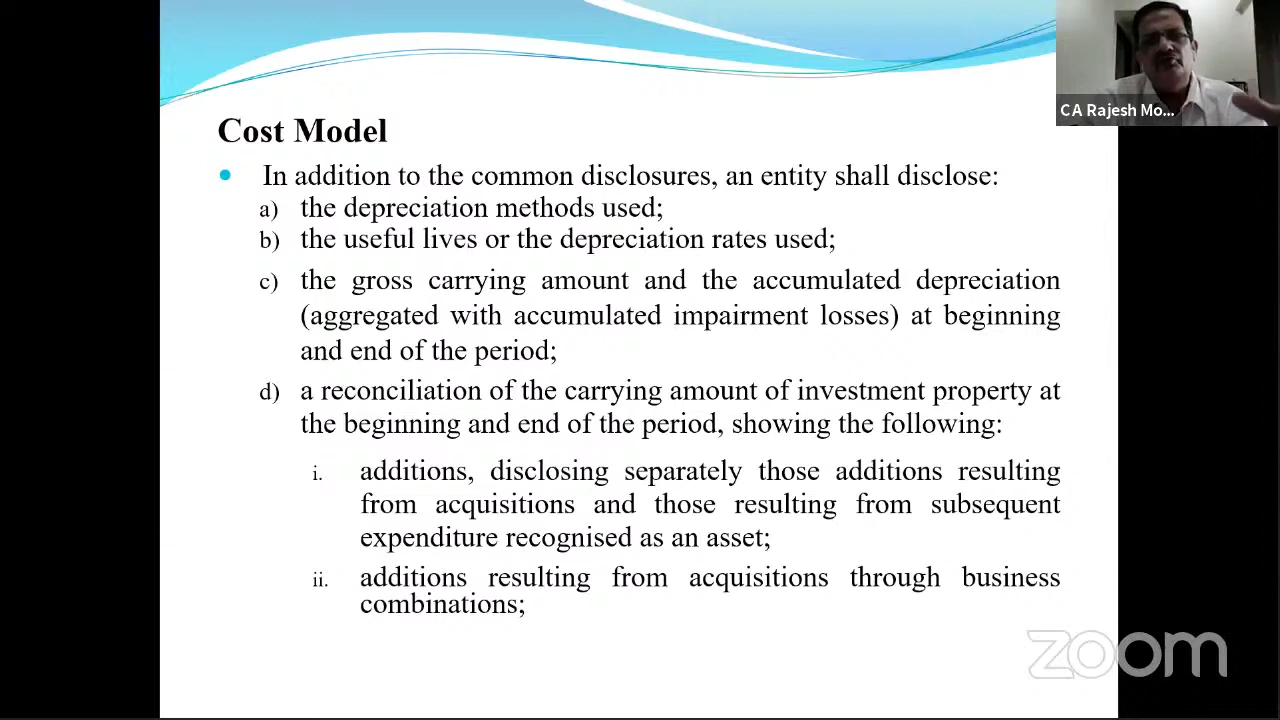 CA Rajesh Mo...
Cost Model
• In addition to the common disclosures, an entity shall disclose:
a) the depreciation methods used;
b) the useful lives or the depreciation rates used;
c) the gross carrying amount and the accumulated depreciation
(aggregated with accumulated impairment losses) at beginning
and end of the period;
d) a reconciliation of the carrying amount of investment property at
the beginning and end of the period, showing the following:
i. additions, disclosing separately those additions resulting
from acquisitions and those resulting from subsequent
expenditure recognised as an asset;
ii. additions resulting from acquisitions through business
combinations;
zoom